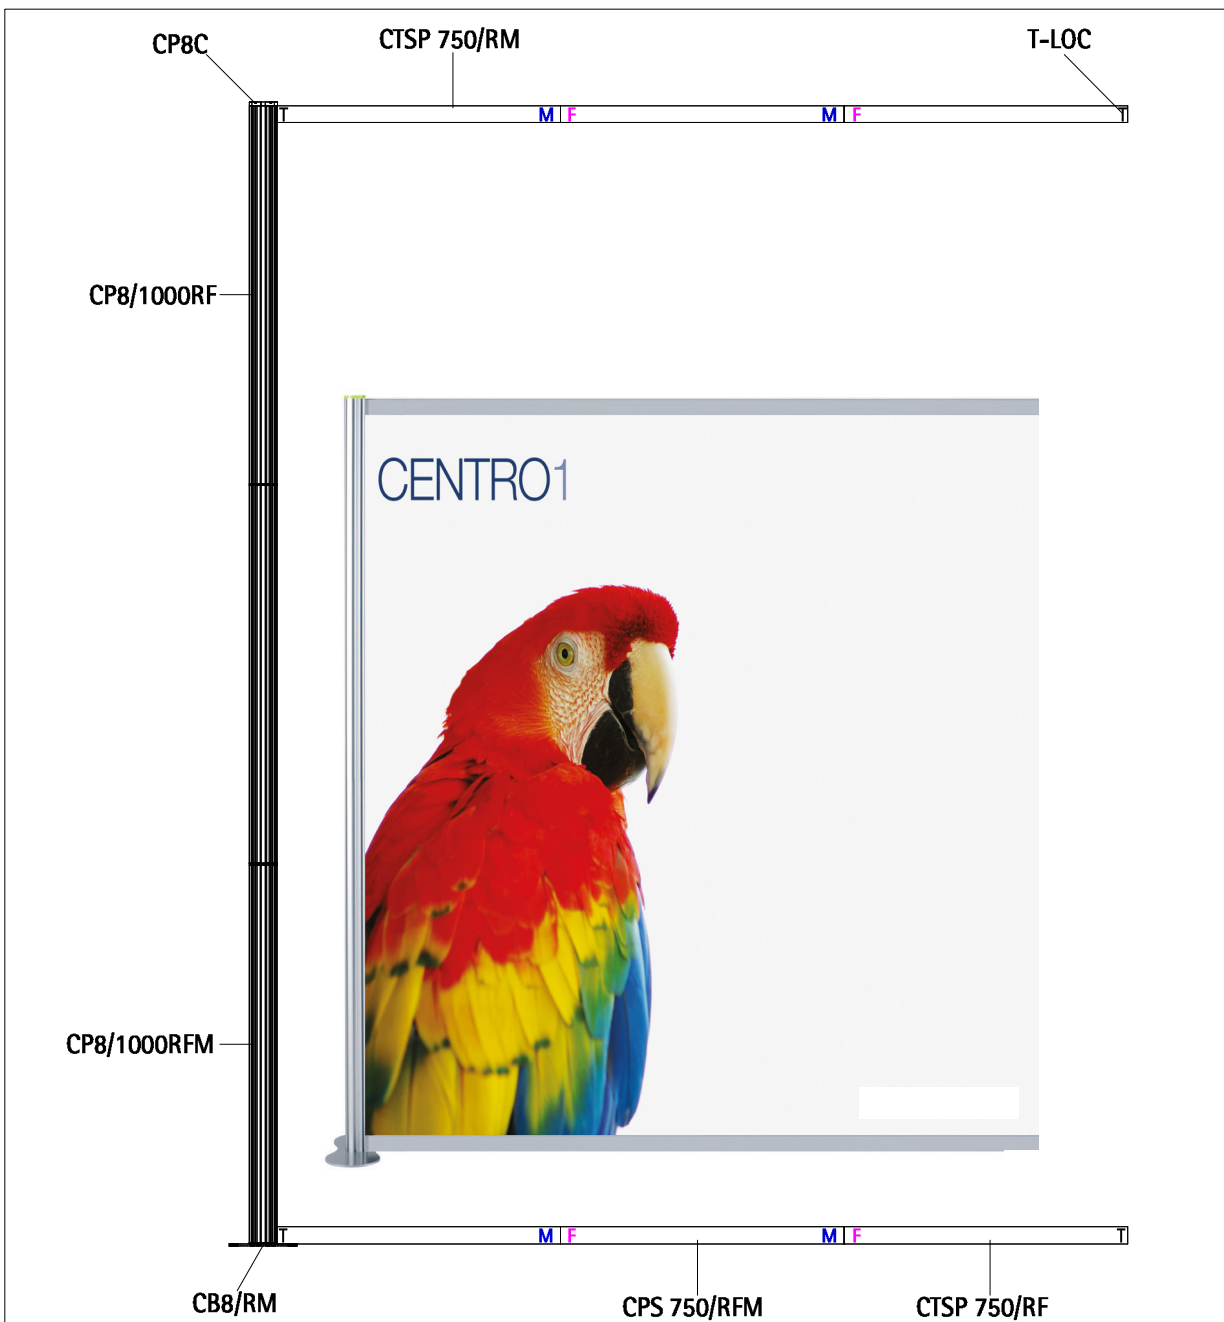 CP8C
CTSP 750/RM
T-LOC
T M F M F T
CP8/1000RF
CENTRO1
CP8/1000RFM
T M F M F T
CB8/RM
CPS 750/RFM
CTSP 750/RF